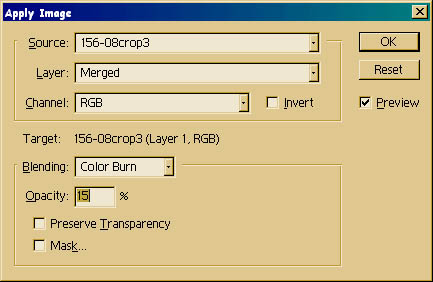 Apply Image
Source: 156-08crop3
OK
Layer: Merged
Reset
Channel: RGB
Invert
Preview
Target: 156-08crop3 (Layer 1, RGB)
Blending: Color Burn
Opacity: 15 %
Preserve Transparency
Mask...